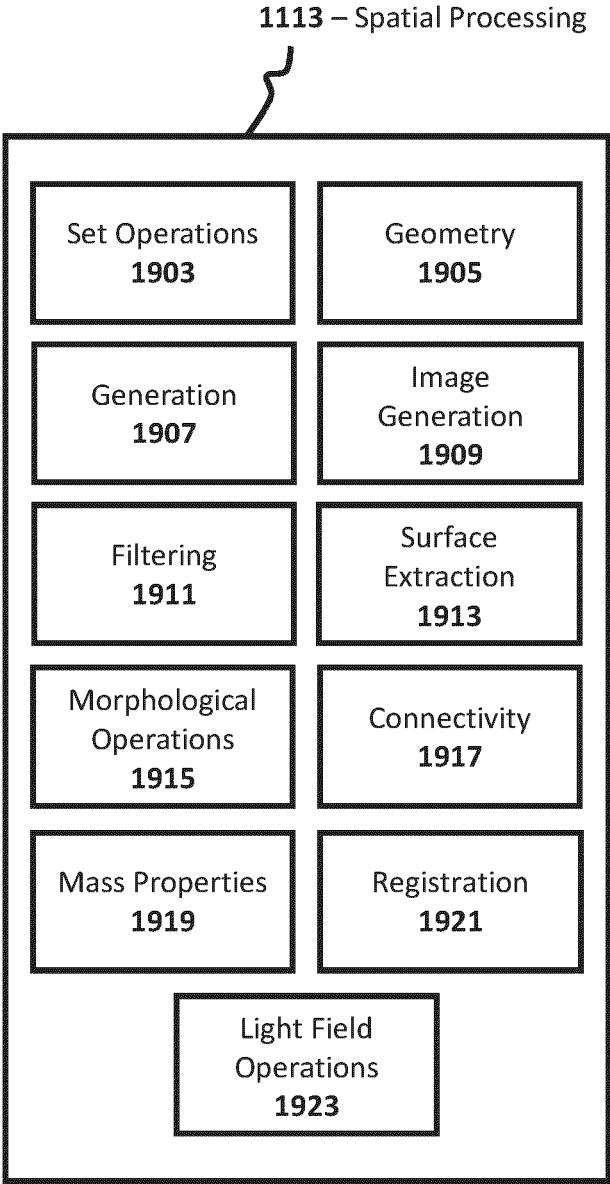 1113 – Spatial Processing
Set Operations
1903
Geometry
1905
Generation
1907
Image
Generation
1909
Filtering
1911
Surface
Extraction
1913
Morphological
Operations
1915
Connectivity
1917
Mass Properties
1919
Registration
1921
Light Field
Operations
1923